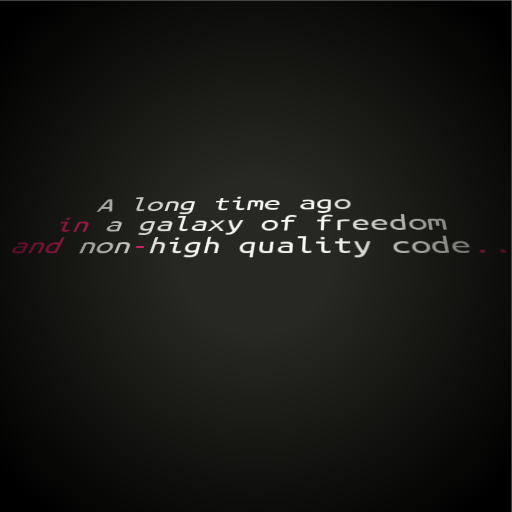 A long time ago
in a galaxy of freedom
and non-high quality code..